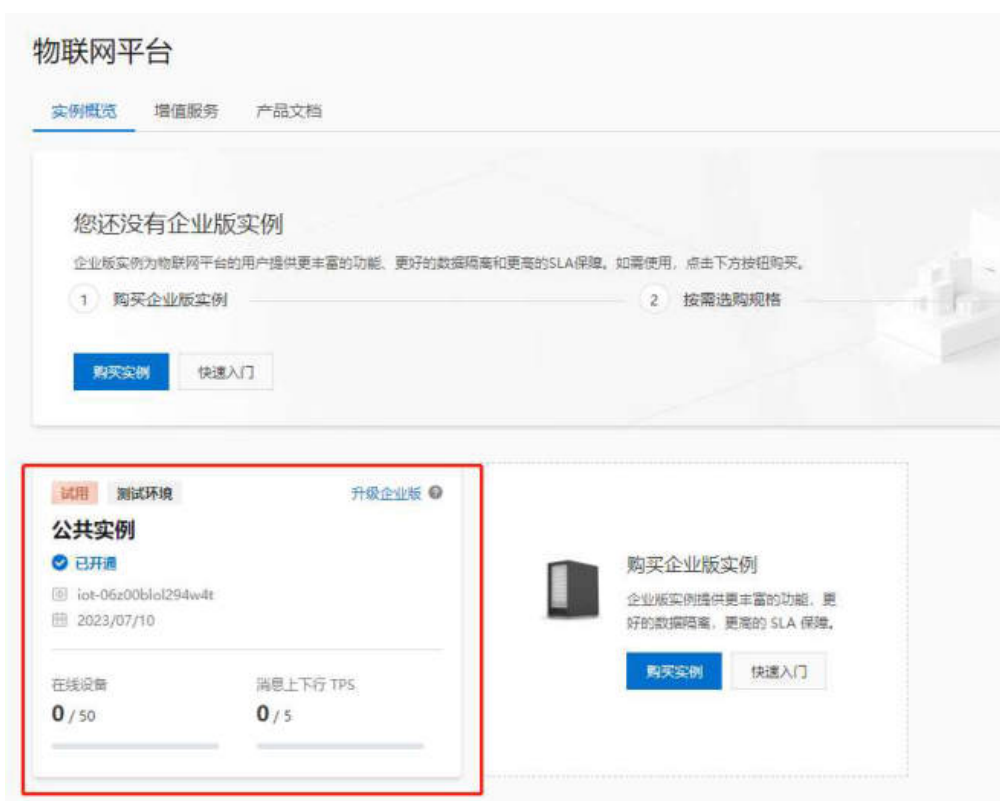 物联网平台
实例概览 增值服务 产品文档
您还没有企业版实例
企业版实例为物联网平台的用户提供更丰富的功能、更好的数据隔离和更高的SLA保障。如需使用，点击下方按钮购买。
1 购买企业版实例
2 按需选购规格
购买实例 快速入门
试用 测试环境 升级企业版
公共实例
已开通
iot-06z00blol294w4t
2023/07/10
在线设备 消息上下行 TPS
0 / 50 0 / 5
购买企业版实例
企业版实例提供更丰富的功能、更
好的数据隔离，更高的 SLA 保障。
购买实例 快速入门